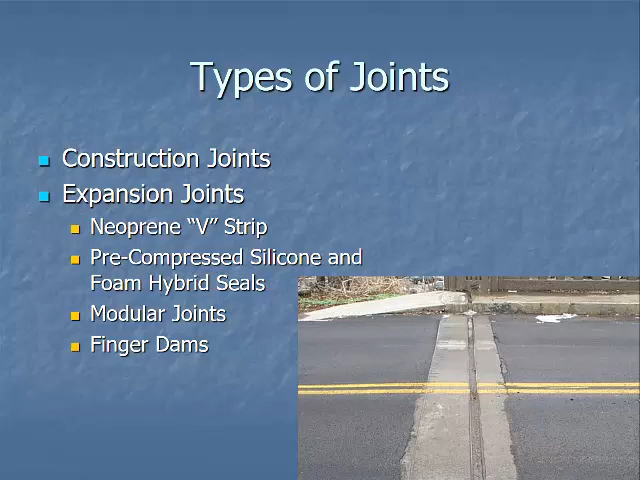 Types of Joints
Construction Joints
Expansion Joints
Neoprene “V” Strip
Pre-Compressed Silicone and
Foam Hybrid Seals
Modular Joints
Finger Dams